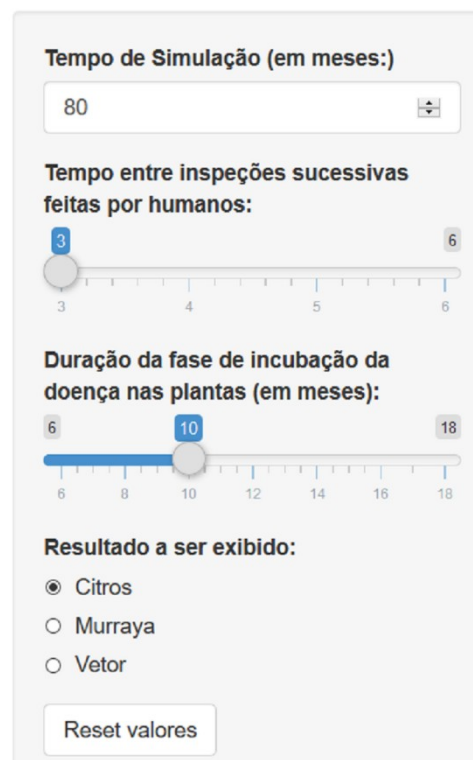 Tempo de Simulação (em meses:)
80
Tempo entre inspeções sucessivas
feitas por humanos:
3 6
3 4 5 6
Duração da fase de incubação da
doença nas plantas (em meses):
6 10 18
6 8 10 12 14 16 18
Resultado a ser exibido:
Citros
Murraya
Vetor
Reset valores